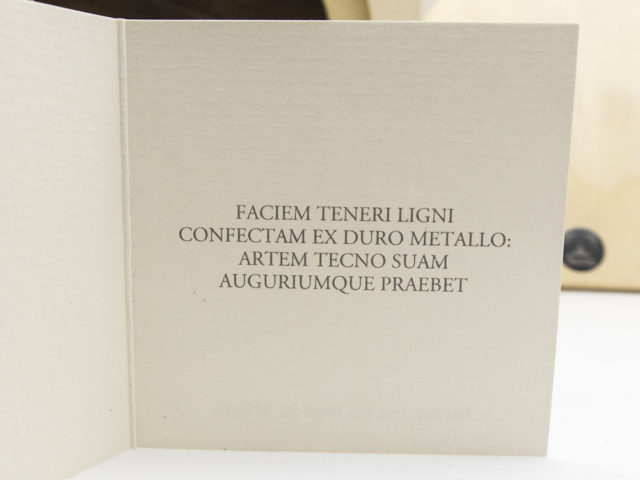 FACIEM TENERI LIGNI
CONFECTAM EX DURO METALLO:
ARTEM TECNO SUAM
AUGURIUMQUE PRAEBET